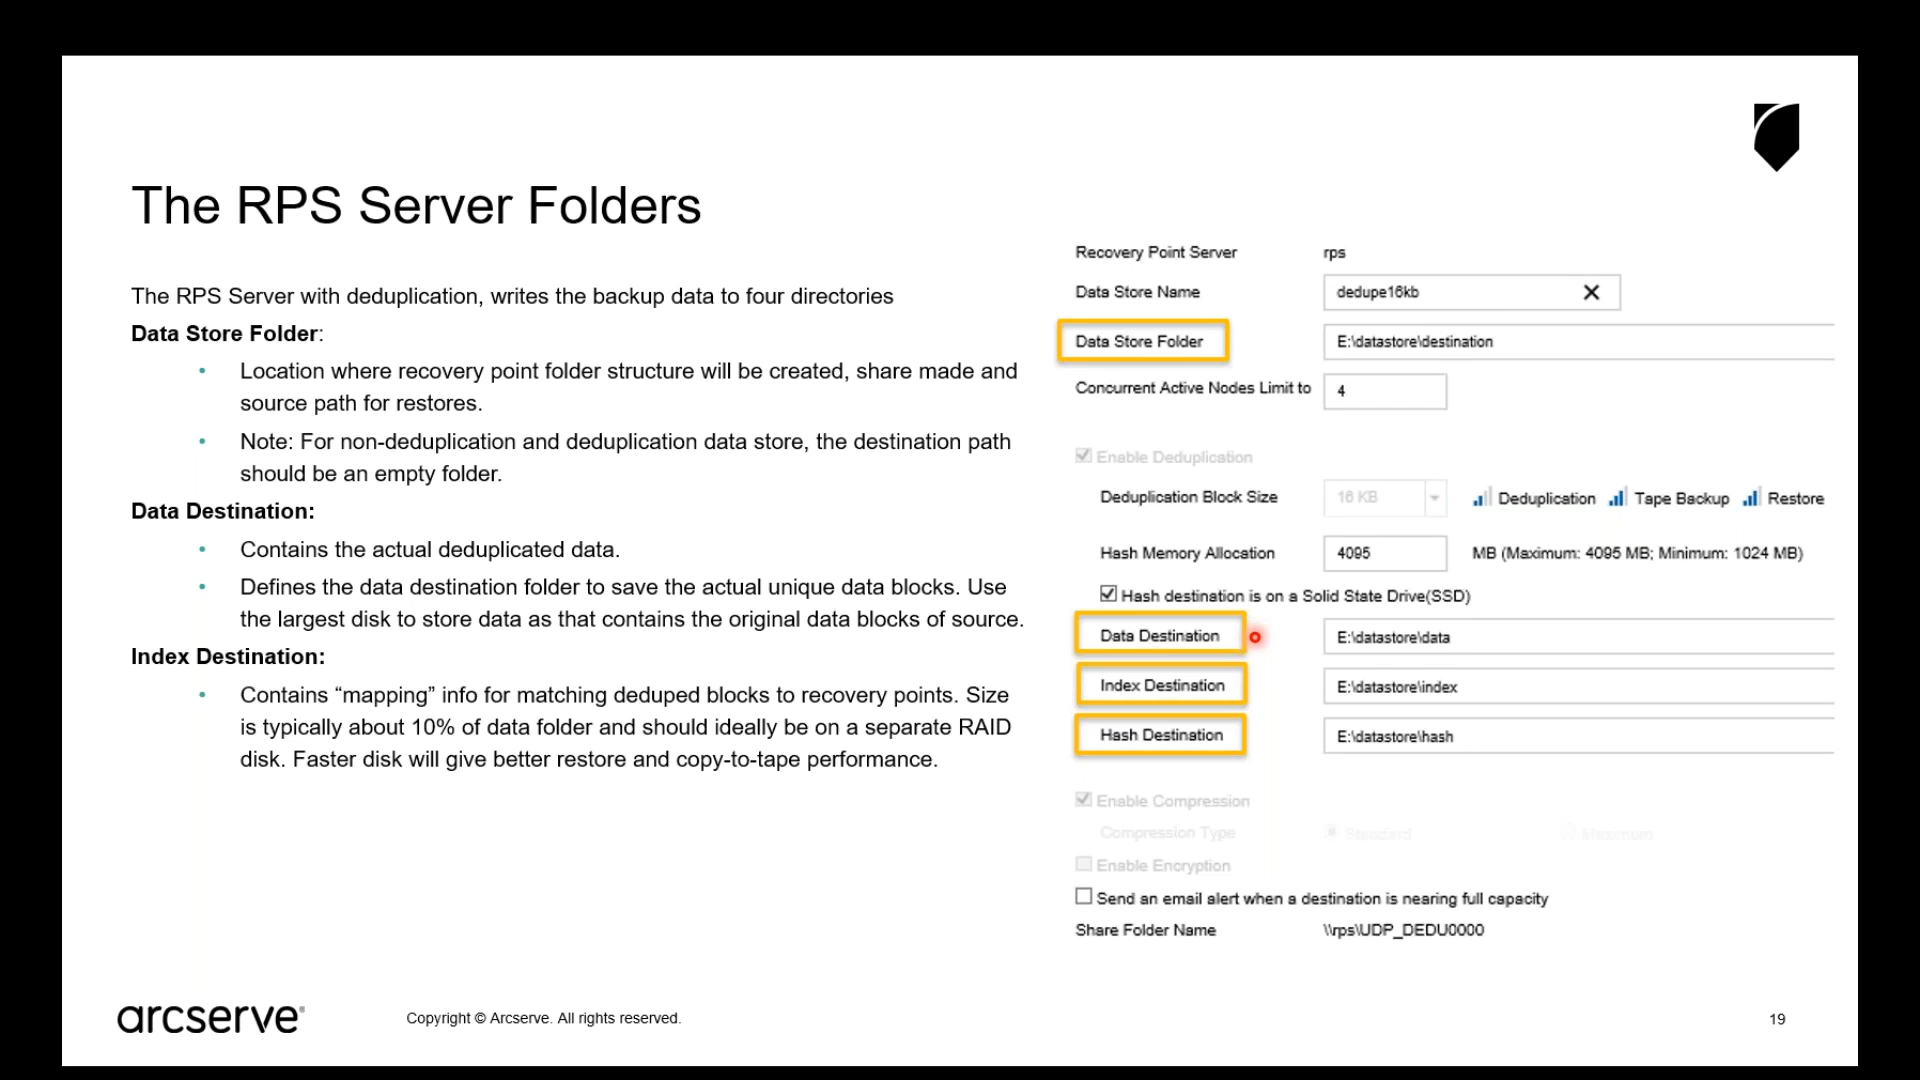 The RPS Server Folders
The RPS Server with deduplication, writes the backup data to four directories
Data Store Folder:
• Location where recovery point folder structure will be created, share made and
source path for restores.
• Note: For non-deduplication and deduplication data store, the destination path
should be an empty folder.
Data Destination:
• Contains the actual deduplicated data.
• Defines the data destination folder to save the actual unique data blocks. Use
the largest disk to store data as that contains the original data blocks of source.
Index Destination:
• Contains “mapping” info for matching deduped blocks to recovery points. Size
is typically about 10% of data folder and should ideally be on a separate RAID
disk. Faster disk will give better restore and copy-to-tape performance.
Recovery Point Server rps
Data Store Name dedupe16kb
Data Store Folder E:\datastore\destination
Concurrent Active Nodes Limit to 4
Enable Deduplication
Deduplication Block Size 16 KB Deduplication Tape Backup Restore
Hash Memory Allocation 4095 MB (Maximum: 4095 MB; Minimum: 1024 MB)
Hash destination is on a Solid State Drive(SSD)
Data Destination E:\datastore\data
Index Destination E:\datastore\index
Hash Destination E:\datastore\hash
Enable Compression
Compression Type Standard Maximum
Enable Encryption
Send an email alert when a destination is nearing full capacity
Share Folder Name \\rps\UDP_DEDU0000
arcserve®
Copyright © Arcserve. All rights reserved.
19